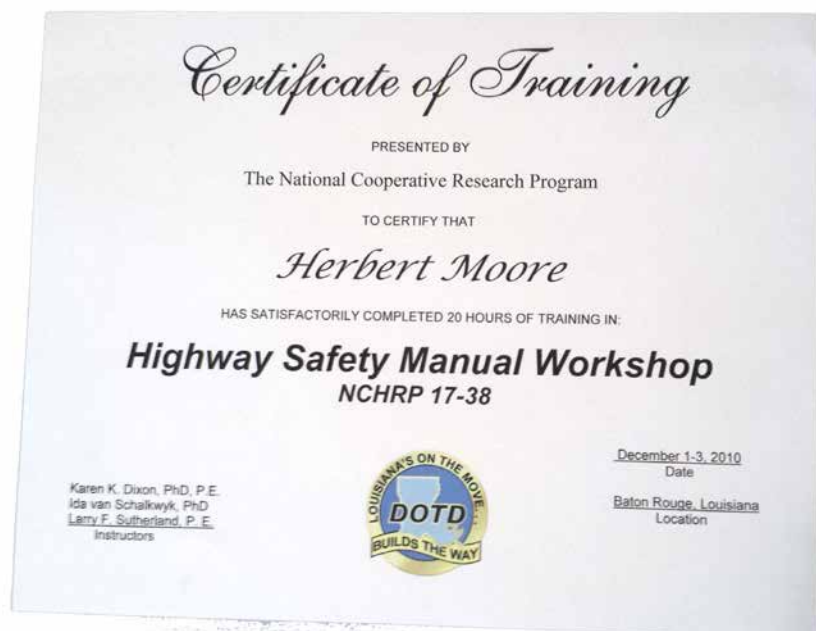 Certificate of Training
PRESENTED BY
The National Cooperative Research Program
TO CERTIFY THAT
Herbert Moore
HAS SATISFACTORILY COMPLETED 20 HOURS OF TRAINING IN:
Highway Safety Manual Workshop
NCHRP 17-38
Karen K. Dixon, PhD, P.E.
Ida van Schalkwyk, PhD
Larry F. Sutherland, P. E.
Instructors
LOUISIANA'S ON THE MOVE...
DOTD
BUILDS THE WAY
December 1-3, 2010
Date
Baton Rouge, Louisiana
Location